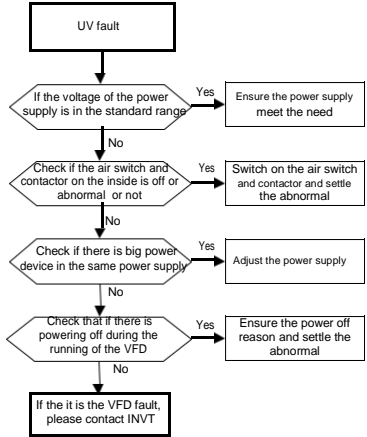 UV fault
If the voltage of the power
supply is in the standard range
Yes
Ensure the power supply
meet the need
No
Check if the air switch and
contactor on the inside is off or
abnormal or not
Yes
Switch on the air switch
and contactor and settle
the abnormal
No
Check if there is big power
device in the same power supply
Yes
Adjust the power supply
No
Check that if there is
powering off during the
running of the VFD
Yes
Ensure the power off
reason and settle the
abnormal
No
If the it is the VFD fault,
please contact INVT